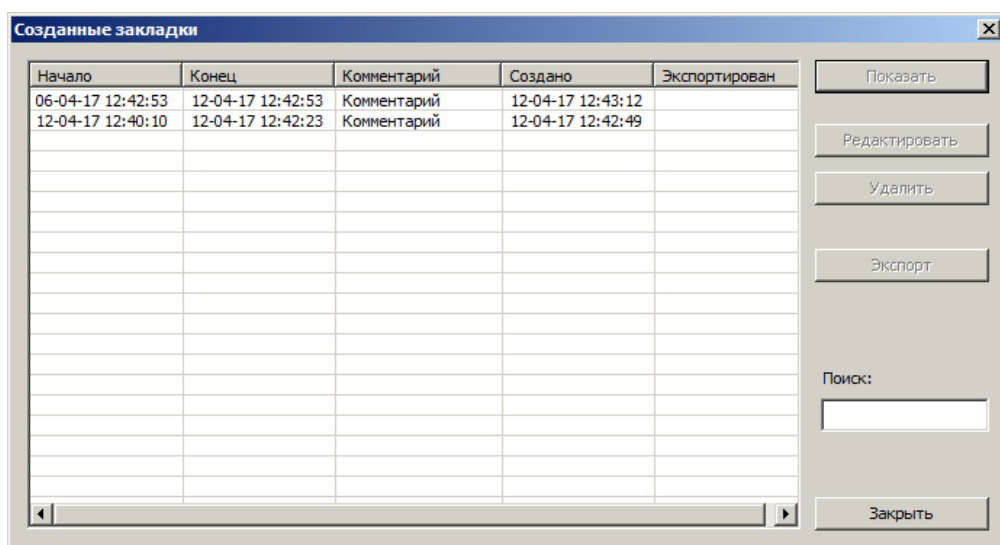 Созданные закладки
Начало Конец Комментарий Создано Экспортирован
06-04-17 12:42:53 12-04-17 12:42:53 Комментарий 12-04-17 12:43:12
12-04-17 12:40:10 12-04-17 12:42:23 Комментарий 12-04-17 12:42:49
Показать
Редактировать
Удалить
Экспорт
Поиск:
Закрыть